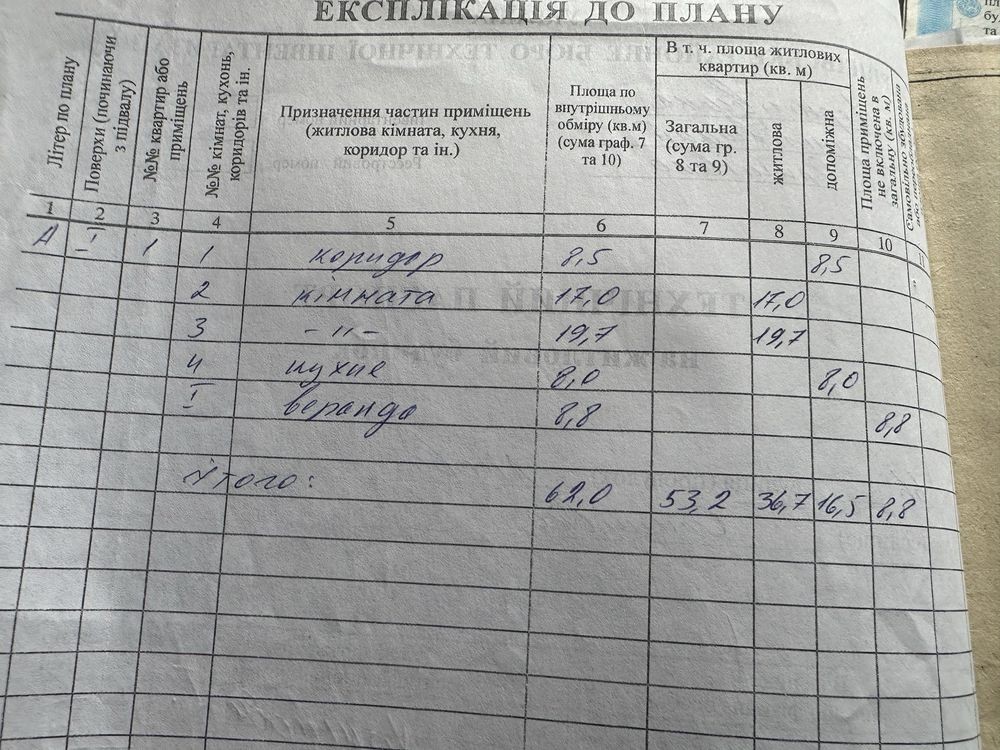 ЕКСПЛІКАЦІЯ ДО ПЛАНУ
Літер по плану
Поверхи (починаючи з підвалу)
№№ квартир або приміщень
№№ кімнат, кухонь, коридорів та ін.
Призначення частин приміщень (житлова кімната, кухня, коридор та ін.)
Площа по внутрішньому обміру (кв.м) (сума граф. 7 та 10)
В т. ч. площа житлових квартир (кв. м)
Загальна (сума гр. 8 та 9)
житлова
допоміжна
Площа приміщень не включена в загальну (кв. м)
1 2 3 4 5 6 7 8 9 10
А І 1 1 коридор 8,5 8,5
2 кімната 17,0 17,0
3 -"- 19,7 19,7
4 кухне 8,0 8,0
І веранда 8,8 8,8
Итого: 62,0 53,2 36,7 16,5 8,8